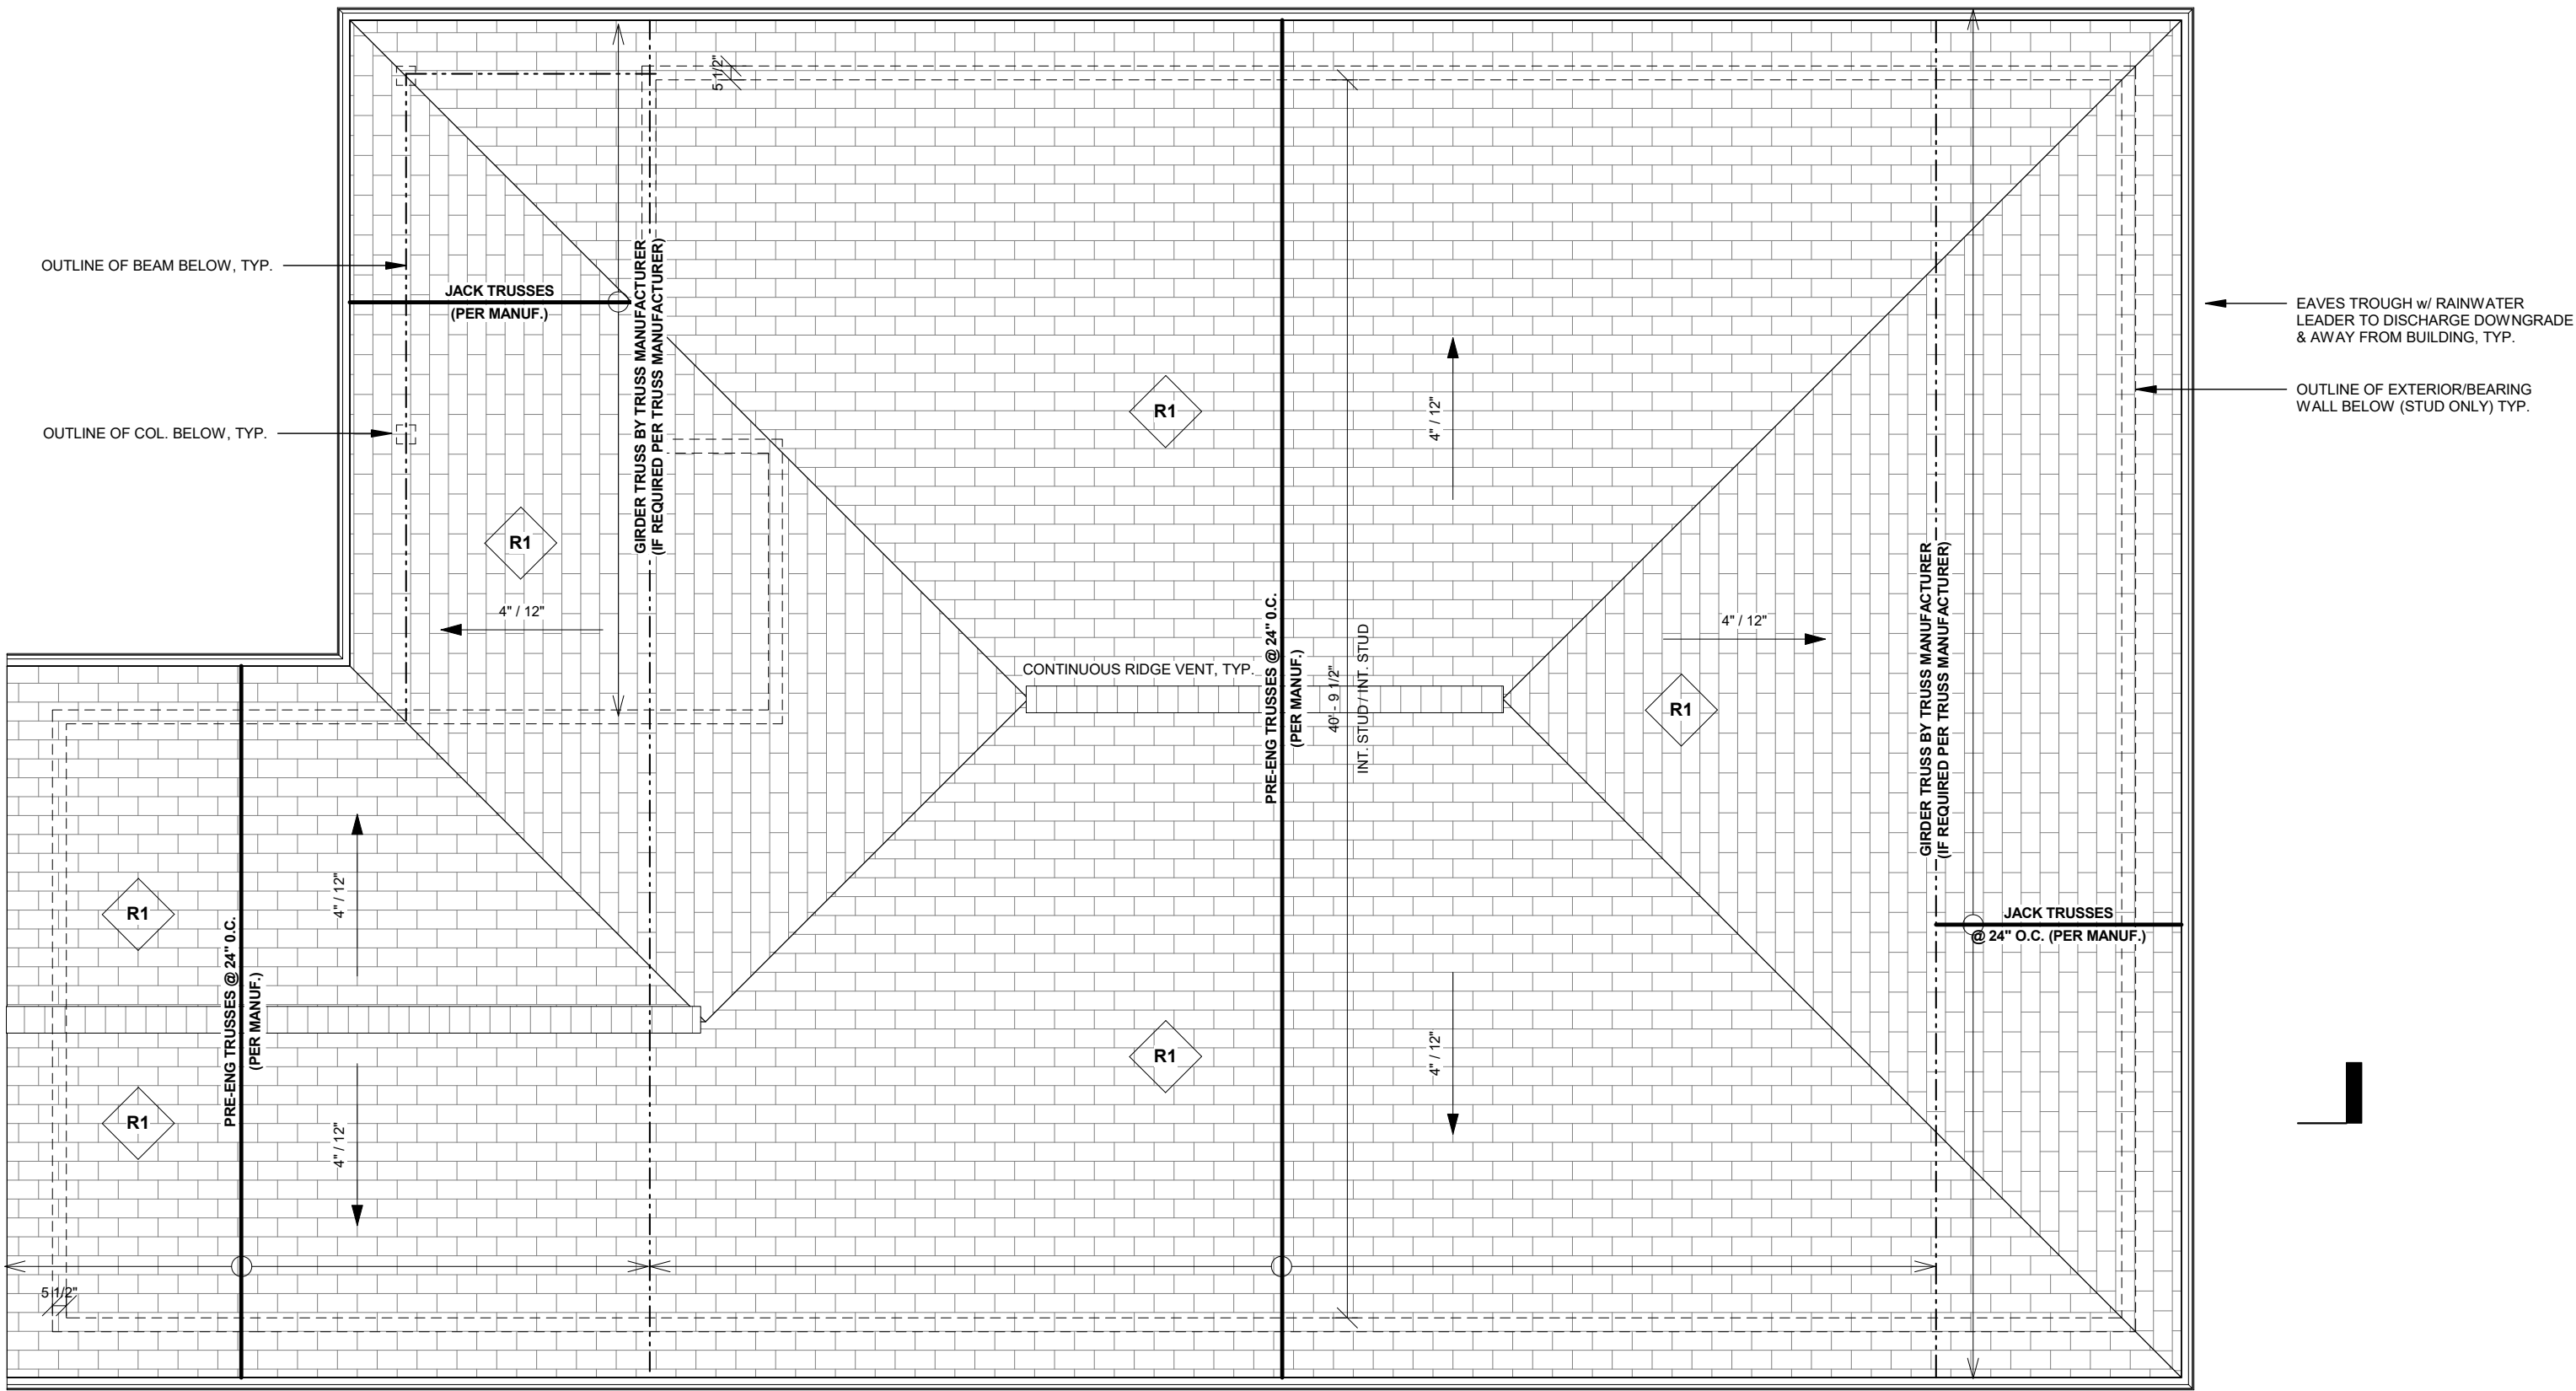 5 1/2"
OUTLINE OF BEAM BELOW, TYP.
JACK TRUSSES
(PER MANUF.)
GIRDER TRUSS BY TRUSS MANUFACTURER
(IF REQUIRED PER TRUSS MANUFACTURER)
EAVES TROUGH w/ RAINWATER
LEADER TO DISCHARGE DOWNGRADE
& AWAY FROM BUILDING, TYP.
OUTLINE OF EXTERIOR/BEARING
WALL BELOW (STUD ONLY) TYP.
R1
4" / 12"
OUTLINE OF COL. BELOW, TYP.
R1
4" / 12"
4" / 12"
CONTINUOUS RIDGE VENT, TYP.
PRE-ENG TRUSSES @ 24" 0.C.
(PER MANUF.)
40' - 9 1/2"
INT. STUD / INT. STUD
R1
GIRDER TRUSS BY TRUSS MANUFACTURER
(IF REQUIRED PER TRUSS MANUFACTURER)
R1
4" / 12"
JACK TRUSSES
@ 24" O.C. (PER MANUF.)
PRE-ENG TRUSSES @ 24" 0.C.
(PER MANUF.)
R1
4" / 12"
R1
4" / 12"
5 1/2"